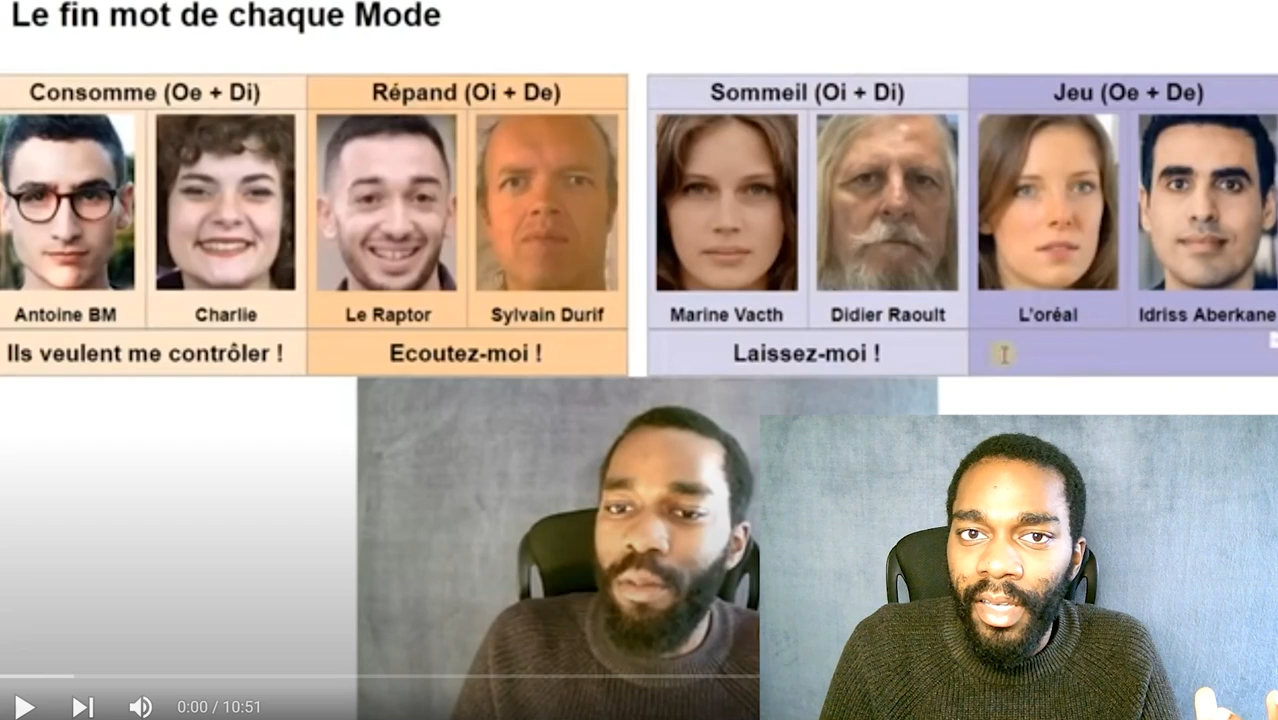 Le fin mot de chaque Mode
Consomme (Oe + Di) Répand (Oi + De) Sommeil (Oi + Di) Jeu (Oe + De)
Antoine BM Charlie Le Raptor Sylvain Durif Marine Vacth Didier Raoult L'oréal Idriss Aberkane
Ils veulent me contrôler ! Ecoutez-moi ! Laissez-moi !
0:00 / 10:51